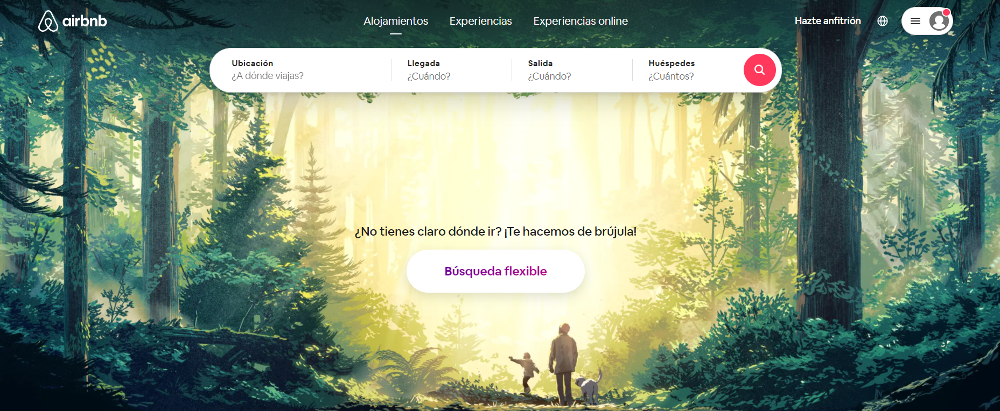 airbnb
Alojamientos Experiencias Experiencias online
Hazte anfitrión
Ubicación
¿A dónde viajas?
Llegada
¿Cuándo?
Salida
¿Cuándo?
Huéspedes
¿Cuántos?
¿No tienes claro dónde ir? ¡Te hacemos de brújula!
Búsqueda flexible